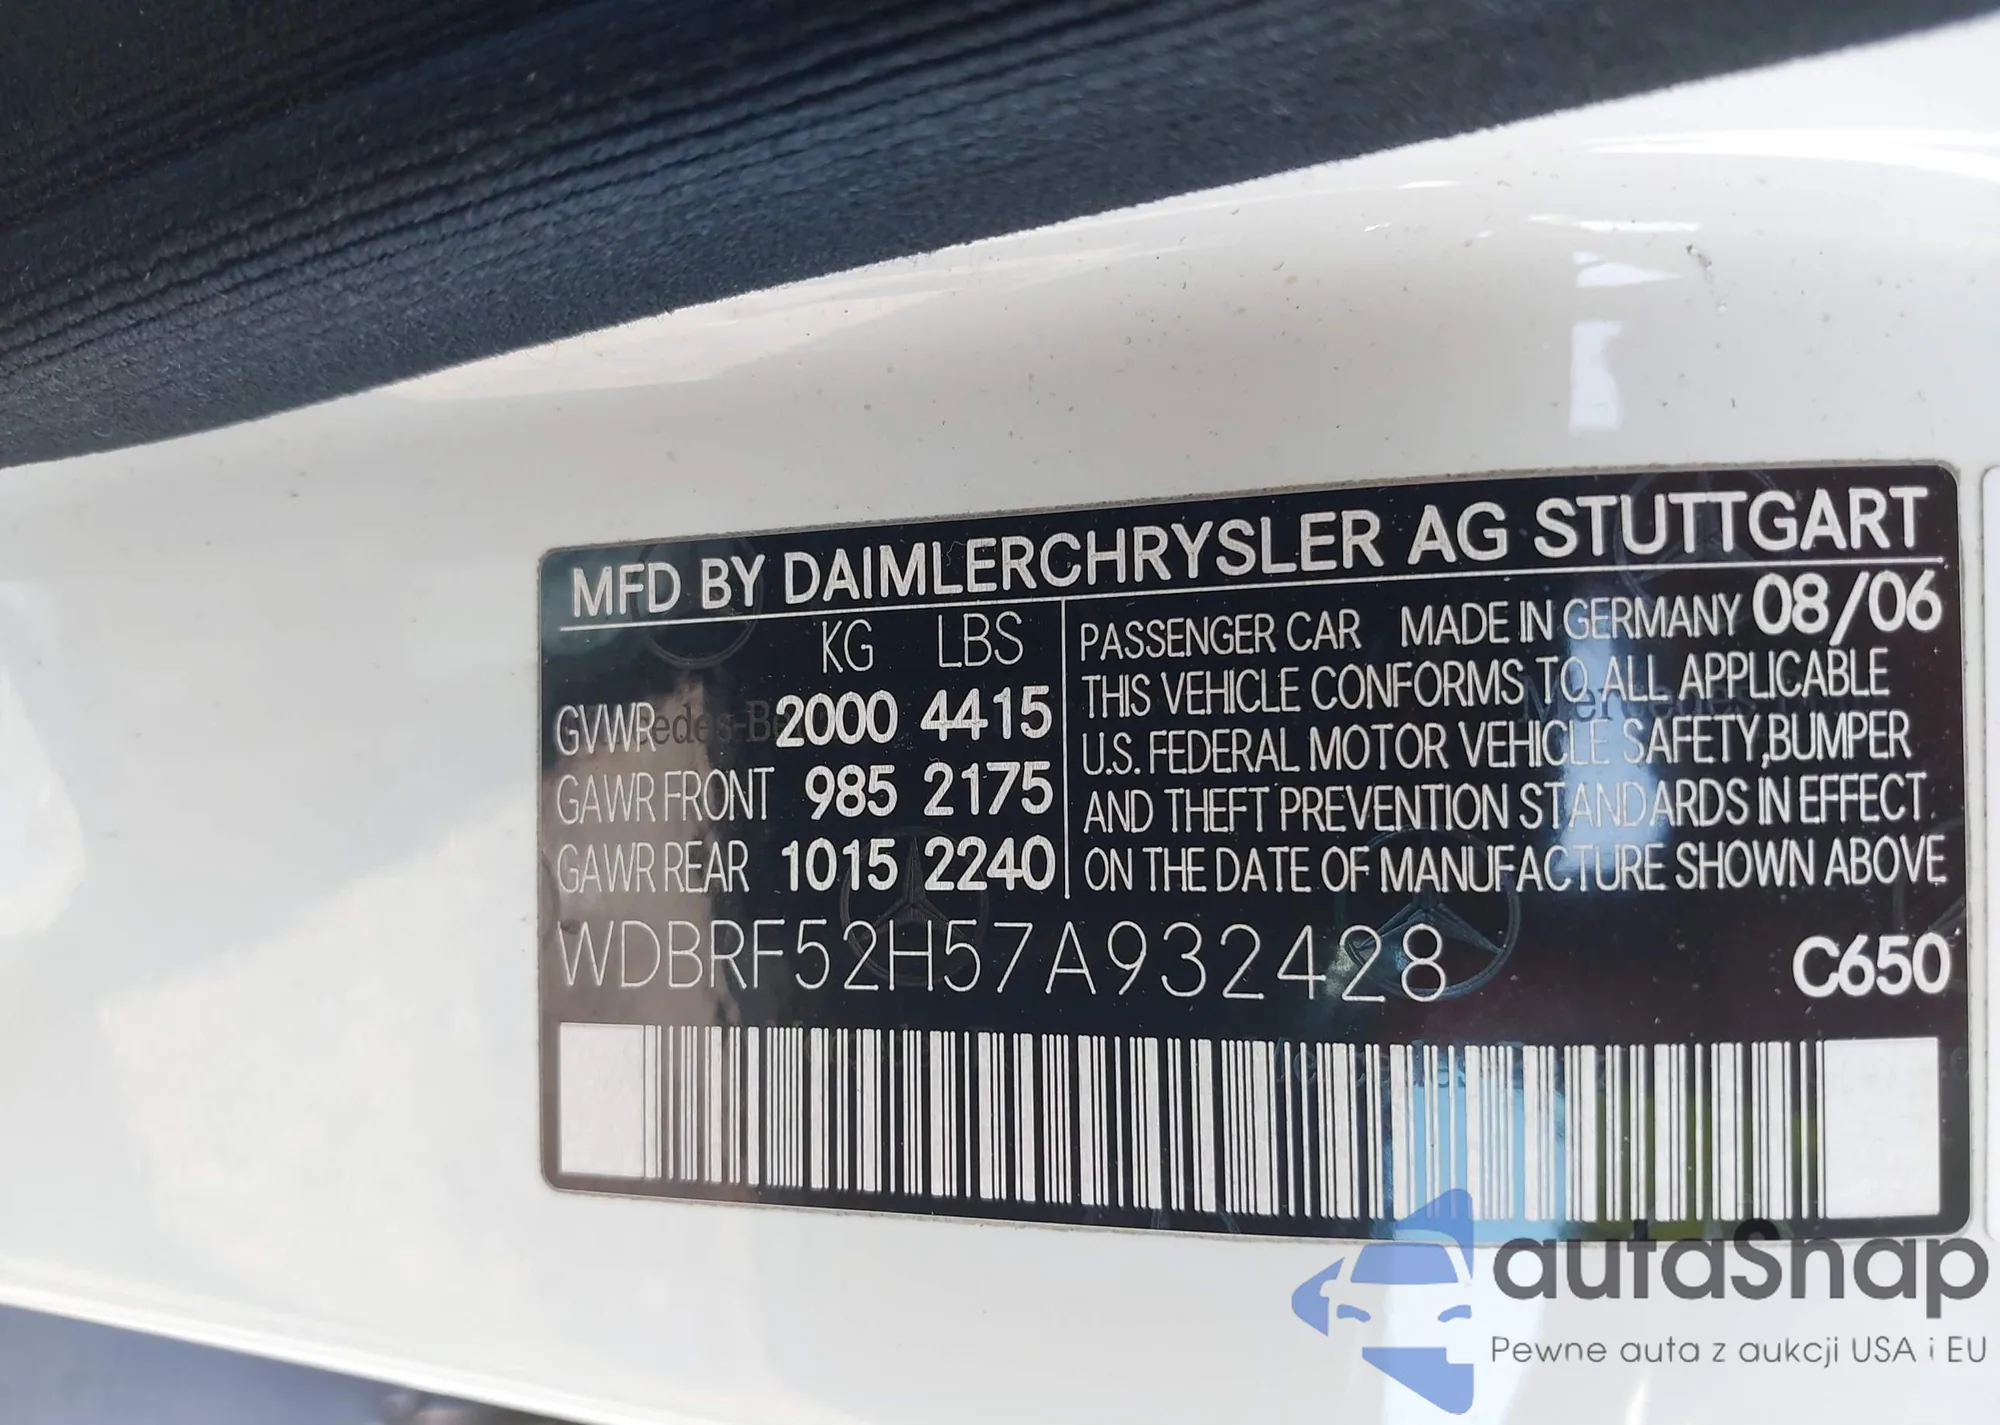 MFD BY DAIMLERCHRYSLER AG STUTTGART
KG LBS
GVWR 2000 4415
GAWR FRONT 985 2175
GAWR REAR 1015 2240
PASSENGER CAR MADE IN GERMANY 08/06
THIS VEHICLE CONFORMS TO ALL APPLICABLE
U.S. FEDERAL MOTOR VEHICLE SAFETY,BUMPER
AND THEFT PREVENTION STANDARDS IN EFFECT
ON THE DATE OF MANUFACTURE SHOWN ABOVE
WDBRF52H57A932428 C650
autoSnap
Pewne auta z aukcji USA i EU